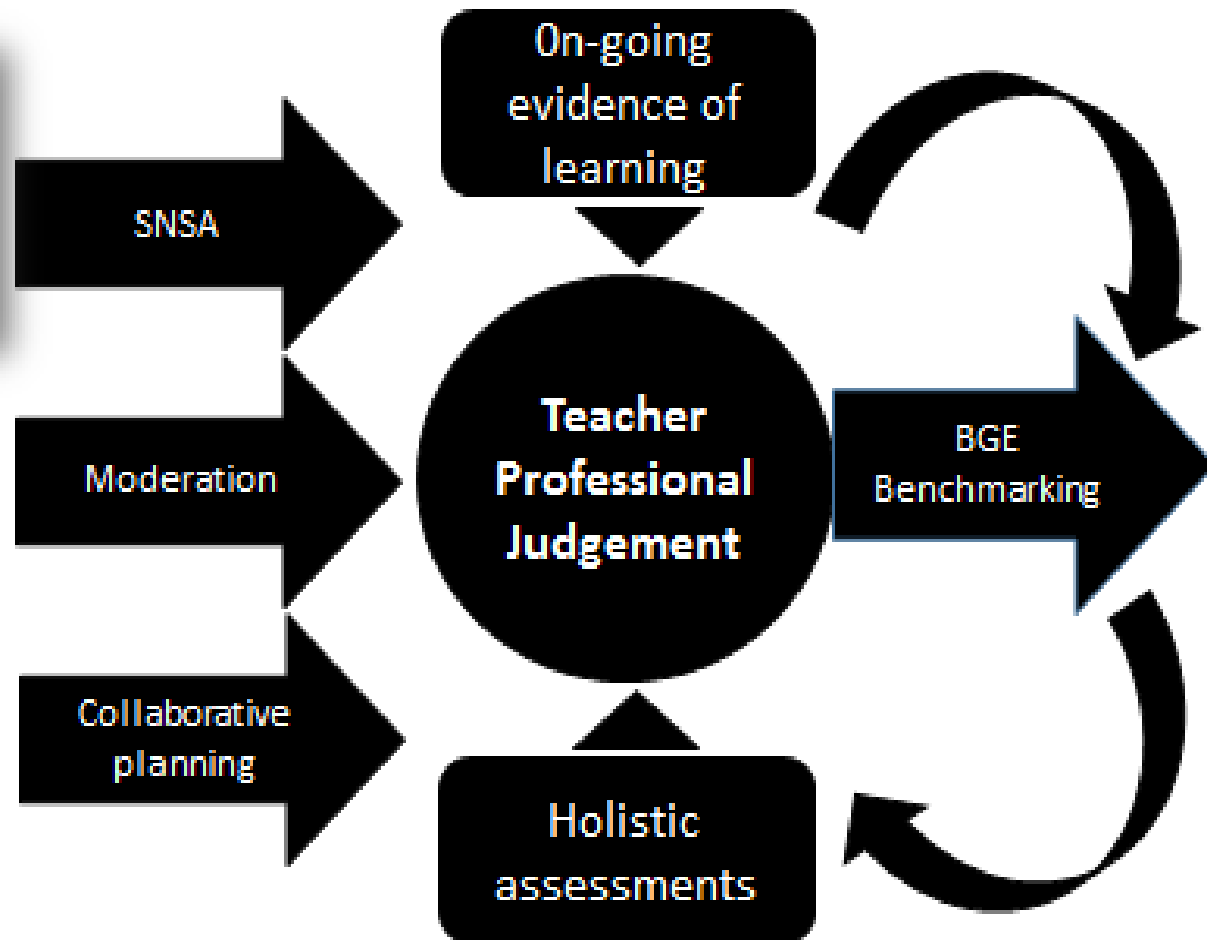 On-going
evidence of
learning
SNSA
Moderation
Collaborative
planning
Teacher
Professional
Judgement
BGE
Benchmarking
Holistic
assessments